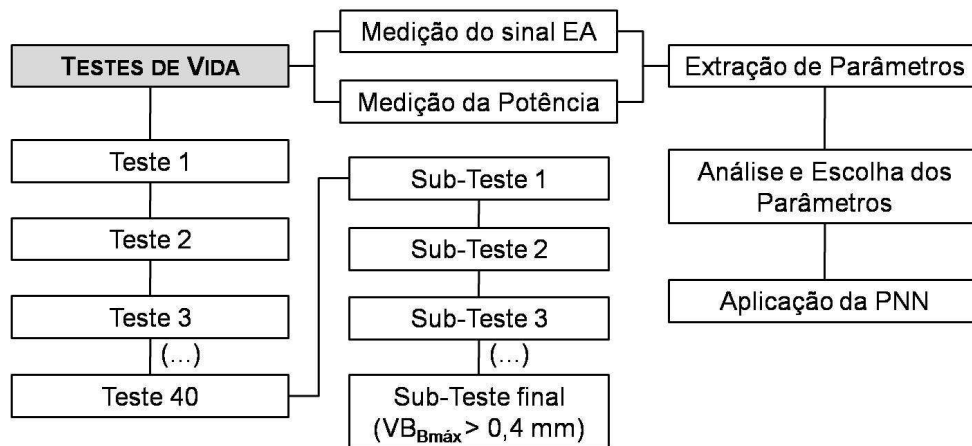 TESTES DE VIDA
Medição do sinal EA
Medição da Potência
Extração de Parâmetros
Análise e Escolha dos
Parâmetros
Aplicação da PNN
Teste 1
Teste 2
Teste 3
(...)
Teste 40
Sub-Teste 1
Sub-Teste 2
Sub-Teste 3
(...)
Sub-Teste final
(VBBmáx > 0,4 mm)